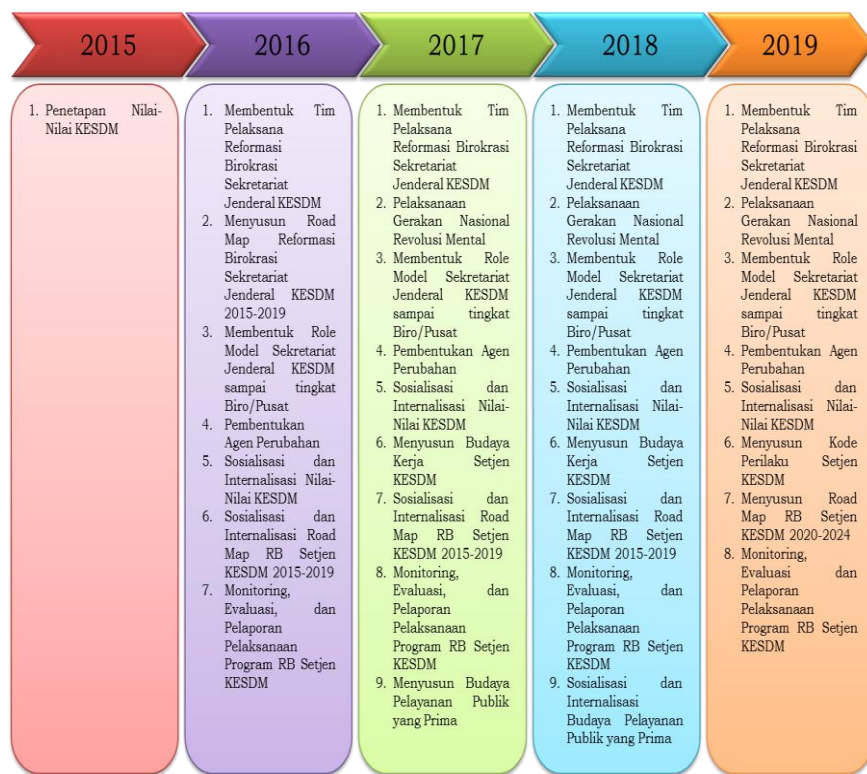 2015
2016
2017
2018
2019
1. Penetapan Nilai-
Nilai KESDM
1. Membentuk Tim
Pelaksana
Reformasi
Birokrasi
Sekretariat
Jenderal KESDM
2. Menyusun Road
Map Reformasi
Birokrasi
Sekretariat
Jenderal KESDM
2015-2019
3. Membentuk Role
Model Sekretariat
Jenderal KESDM
sampai tingkat
Biro/Pusat
4. Pembentukan
Agen Perubahan
5. Sosialisasi dan
Internalisasi Nilai-
Nilai KESDM
6. Sosialisasi dan
Internalisasi Road
Map RB Setjen
KESDM 2015-2019
7. Monitoring,
Evaluasi, dan
Pelaporan
Pelaksanaan
Program RB Setjen
KESDM
1. Membentuk Tim
Pelaksana
Reformasi Birokrasi
Sekretariat
Jenderal KESDM
2. Pelaksanaan
Gerakan Nasional
Revolusi Mental
3. Membentuk Role
Model Sekretariat
Jenderal KESDM
sampai tingkat
Biro/Pusat
4. Pembentukan Agen
Perubahan
5. Sosialisasi dan
Internalisasi Nilai-
Nilai KESDM
6. Menyusun Budaya
Kerja Setjen
KESDM
7. Sosialisasi dan
Internalisasi Road
Map RB Setjen
KESDM 2015-2019
8. Monitoring,
Evaluasi, dan
Pelaporan
Pelaksanaan
Program RB Setjen
KESDM
9. Menyusun Budaya
Pelayanan Publik
yang Prima
1. Membentuk Tim
Pelaksana
Reformasi Birokrasi
Sekretariat
Jenderal KESDM
2. Pelaksanaan
Gerakan Nasional
Revolusi Mental
3. Membentuk Role
Model Sekretariat
Jenderal KESDM
sampai tingkat
Biro/Pusat
4. Pembentukan Agen
Perubahan
5. Sosialisasi dan
Internalisasi Nilai-
Nilai KESDM
6. Menyusun Budaya
Kerja Setjen
KESDM
7. Sosialisasi dan
Internalisasi Road
Map RB Setjen
KESDM 2015-2019
8. Monitoring,
Evaluasi, dan
Pelaporan
Pelaksanaan
Program RB Setjen
KESDM
9. Sosialisasi dan
Internalisasi
Budaya Pelayanan
Publik yang Prima
1. Membentuk Tim
Pelaksana
Reformasi Birokrasi
Sekretariat
Jenderal KESDM
2. Pelaksanaan
Gerakan Nasional
Revolusi Mental
3. Membentuk Role
Model Sekretariat
Jenderal KESDM
sampai tingkat
Biro/Pusat
4. Pembentukan Agen
Perubahan
5. Sosialisasi dan
Internalisasi Nilai-
Nilai KESDM
6. Menyusun Kode
Perilaku Setjen
KESDM
7. Menyusun Road
Map RB Setjen
KESDM 2020-2024
8. Monitoring,
Evaluasi dan
Pelaporan
Pelaksanaan
Program RB Setjen
KESDM